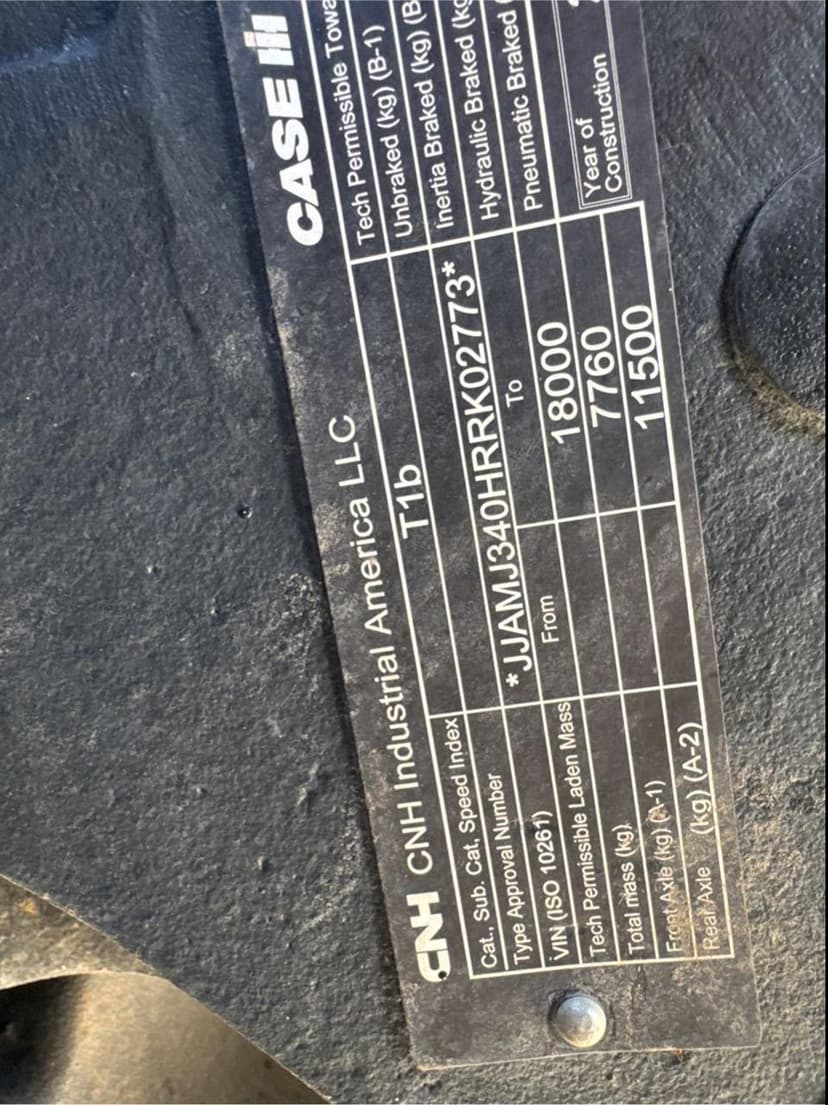 CASE IH
CNH CNH Industrial America LLC
Cat., Sub. Cat, Speed Index T1b
Type Approval Number
VIN (ISO 10261) *JJAMJ340HRRK02773*
From To
Tech Permissible Laden Mass
Total mass (kg) 18000
Front Axle (kg) (A-1) 7760
Rear Axle (kg) (A-2) 11500
Tech Permissible
Unbraked (kg) (B-1)
Inertia Braked (kg)
Hydraulic Braked
Pneumatic Braked
Year of
Construction